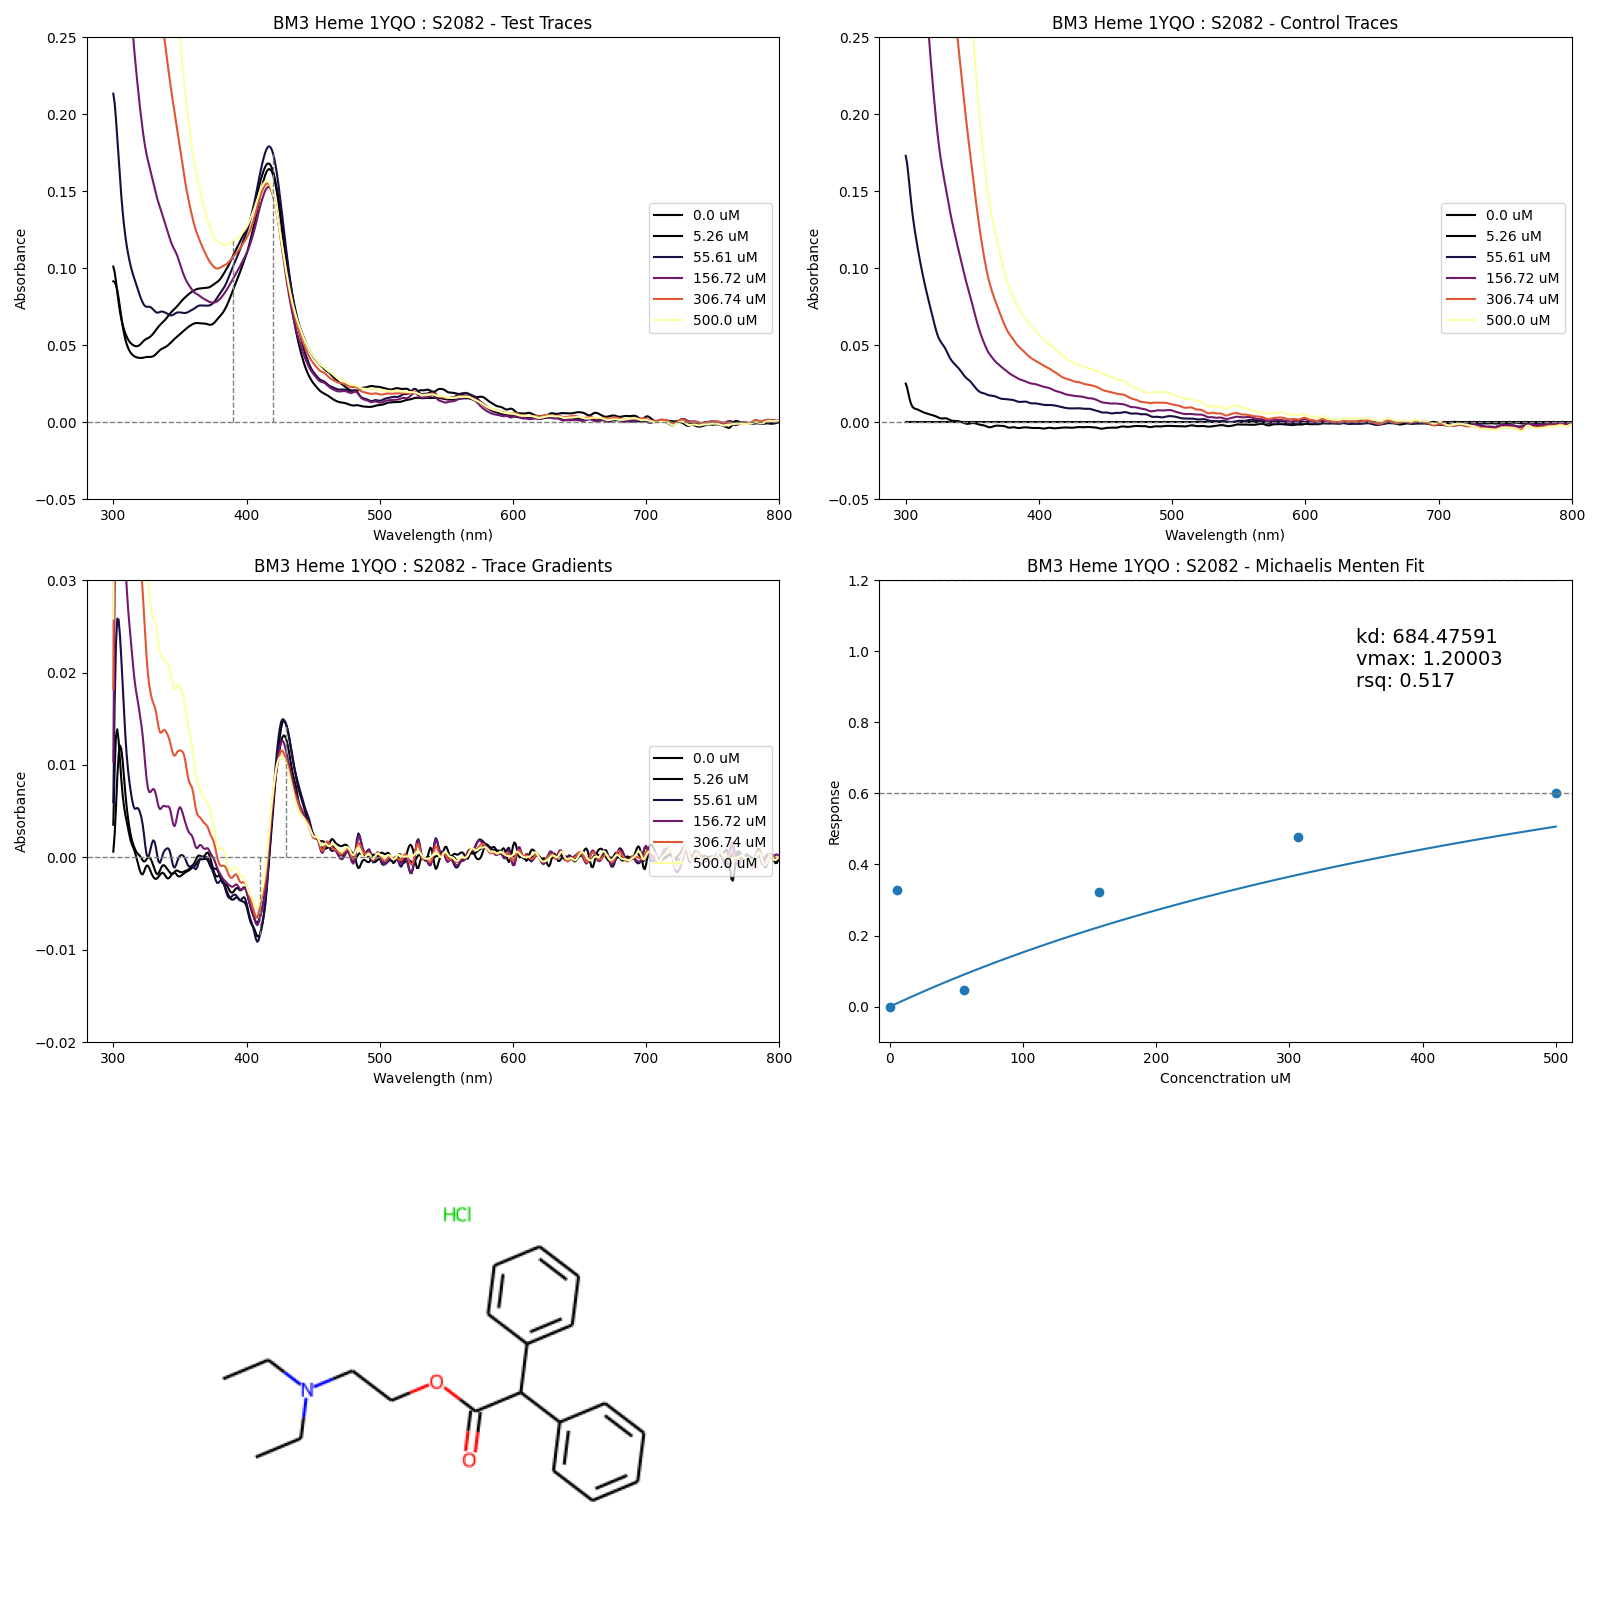 BM3 Heme 1YQO : S2082 - Test Traces
0.25
0.20
0.15
0.10
0.05
0.00
−0.05
Absorbance
300
400
500
600
700
800
Wavelength (nm)
0.0 uM
5.26 uM
55.61 uM
156.72 uM
306.74 uM
500.0 uM
BM3 Heme 1YQO : S2082 - Control Traces
0.25
0.20
0.15
0.10
0.05
0.00
−0.05
Absorbance
300
400
500
600
700
800
Wavelength (nm)
0.0 uM
5.26 uM
55.61 uM
156.72 uM
306.74 uM
500.0 uM
BM3 Heme 1YQO : S2082 - Trace Gradients
0.03
0.02
0.01
0.00
−0.01
−0.02
Absorbance
300
400
500
600
700
800
Wavelength (nm)
0.0 uM
5.26 uM
55.61 uM
156.72 uM
306.74 uM
500.0 uM
BM3 Heme 1YQO : S2082 - Michaelis Menten Fit
1.2
1.0
0.8
0.6
0.4
0.2
0.0
Response
kd: 684.47591
vmax: 1.20003
rsq: 0.517
0
100
200
300
400
500
Concenctration uM
HCl
N
O
O